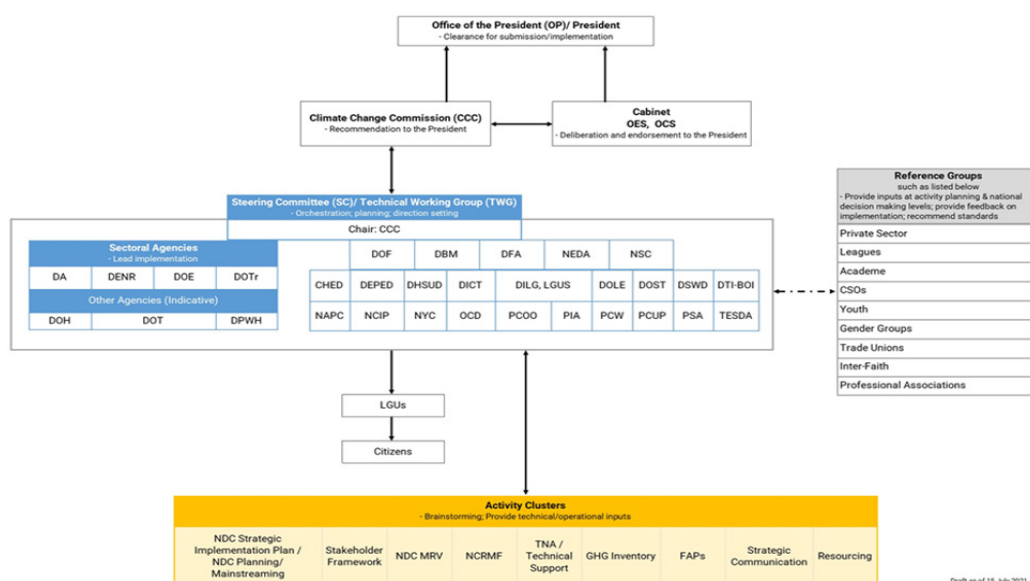 Office of the President (OP)/ President
- Clearance for submission/implementation
Climate Change Commission (CCC)
- Recommendation to the President
Cabinet
OES, OCS
- Deliberation and endorsement to the President
Steering Committee (SC)/ Technical Working Group (TWG)
- Orchestration; planning; direction setting
Chair: CCC
Sectoral Agencies
- Lead implementation
DA DENR DOE DOTr
Other Agencies (Indicative)
DOH DOT DPWH
DOF DBM DFA NEDA NSC
CHED DEPED DHSUD DICT DILG, LGUS DOLE DOST DSWD DTI-BOI
NAPC NCIP NYC OCD PCOO PIA PCW PCUP PSA TESDA
Reference Groups
such as listed below
- Provide inputs at activity planning & national
decision making levels; provide feedback on
implementation; recommend standards
Private Sector
Leagues
Academe
CSOs
Youth
Gender Groups
Trade Unions
Inter-Faith
Professional Associations
LGUs
Citizens
Activity Clusters
- Brainstorming; Provide technical/operational inputs
NDC Strategic
Implementation Plan /
NDC Planning/
Mainstreaming
Stakeholder
Framework
NDC MRV
NCRMF
TNA /
Technical
Support
GHG Inventory
FAPs
Strategic
Communication
Resourcing
Draft as of 15 July 2021